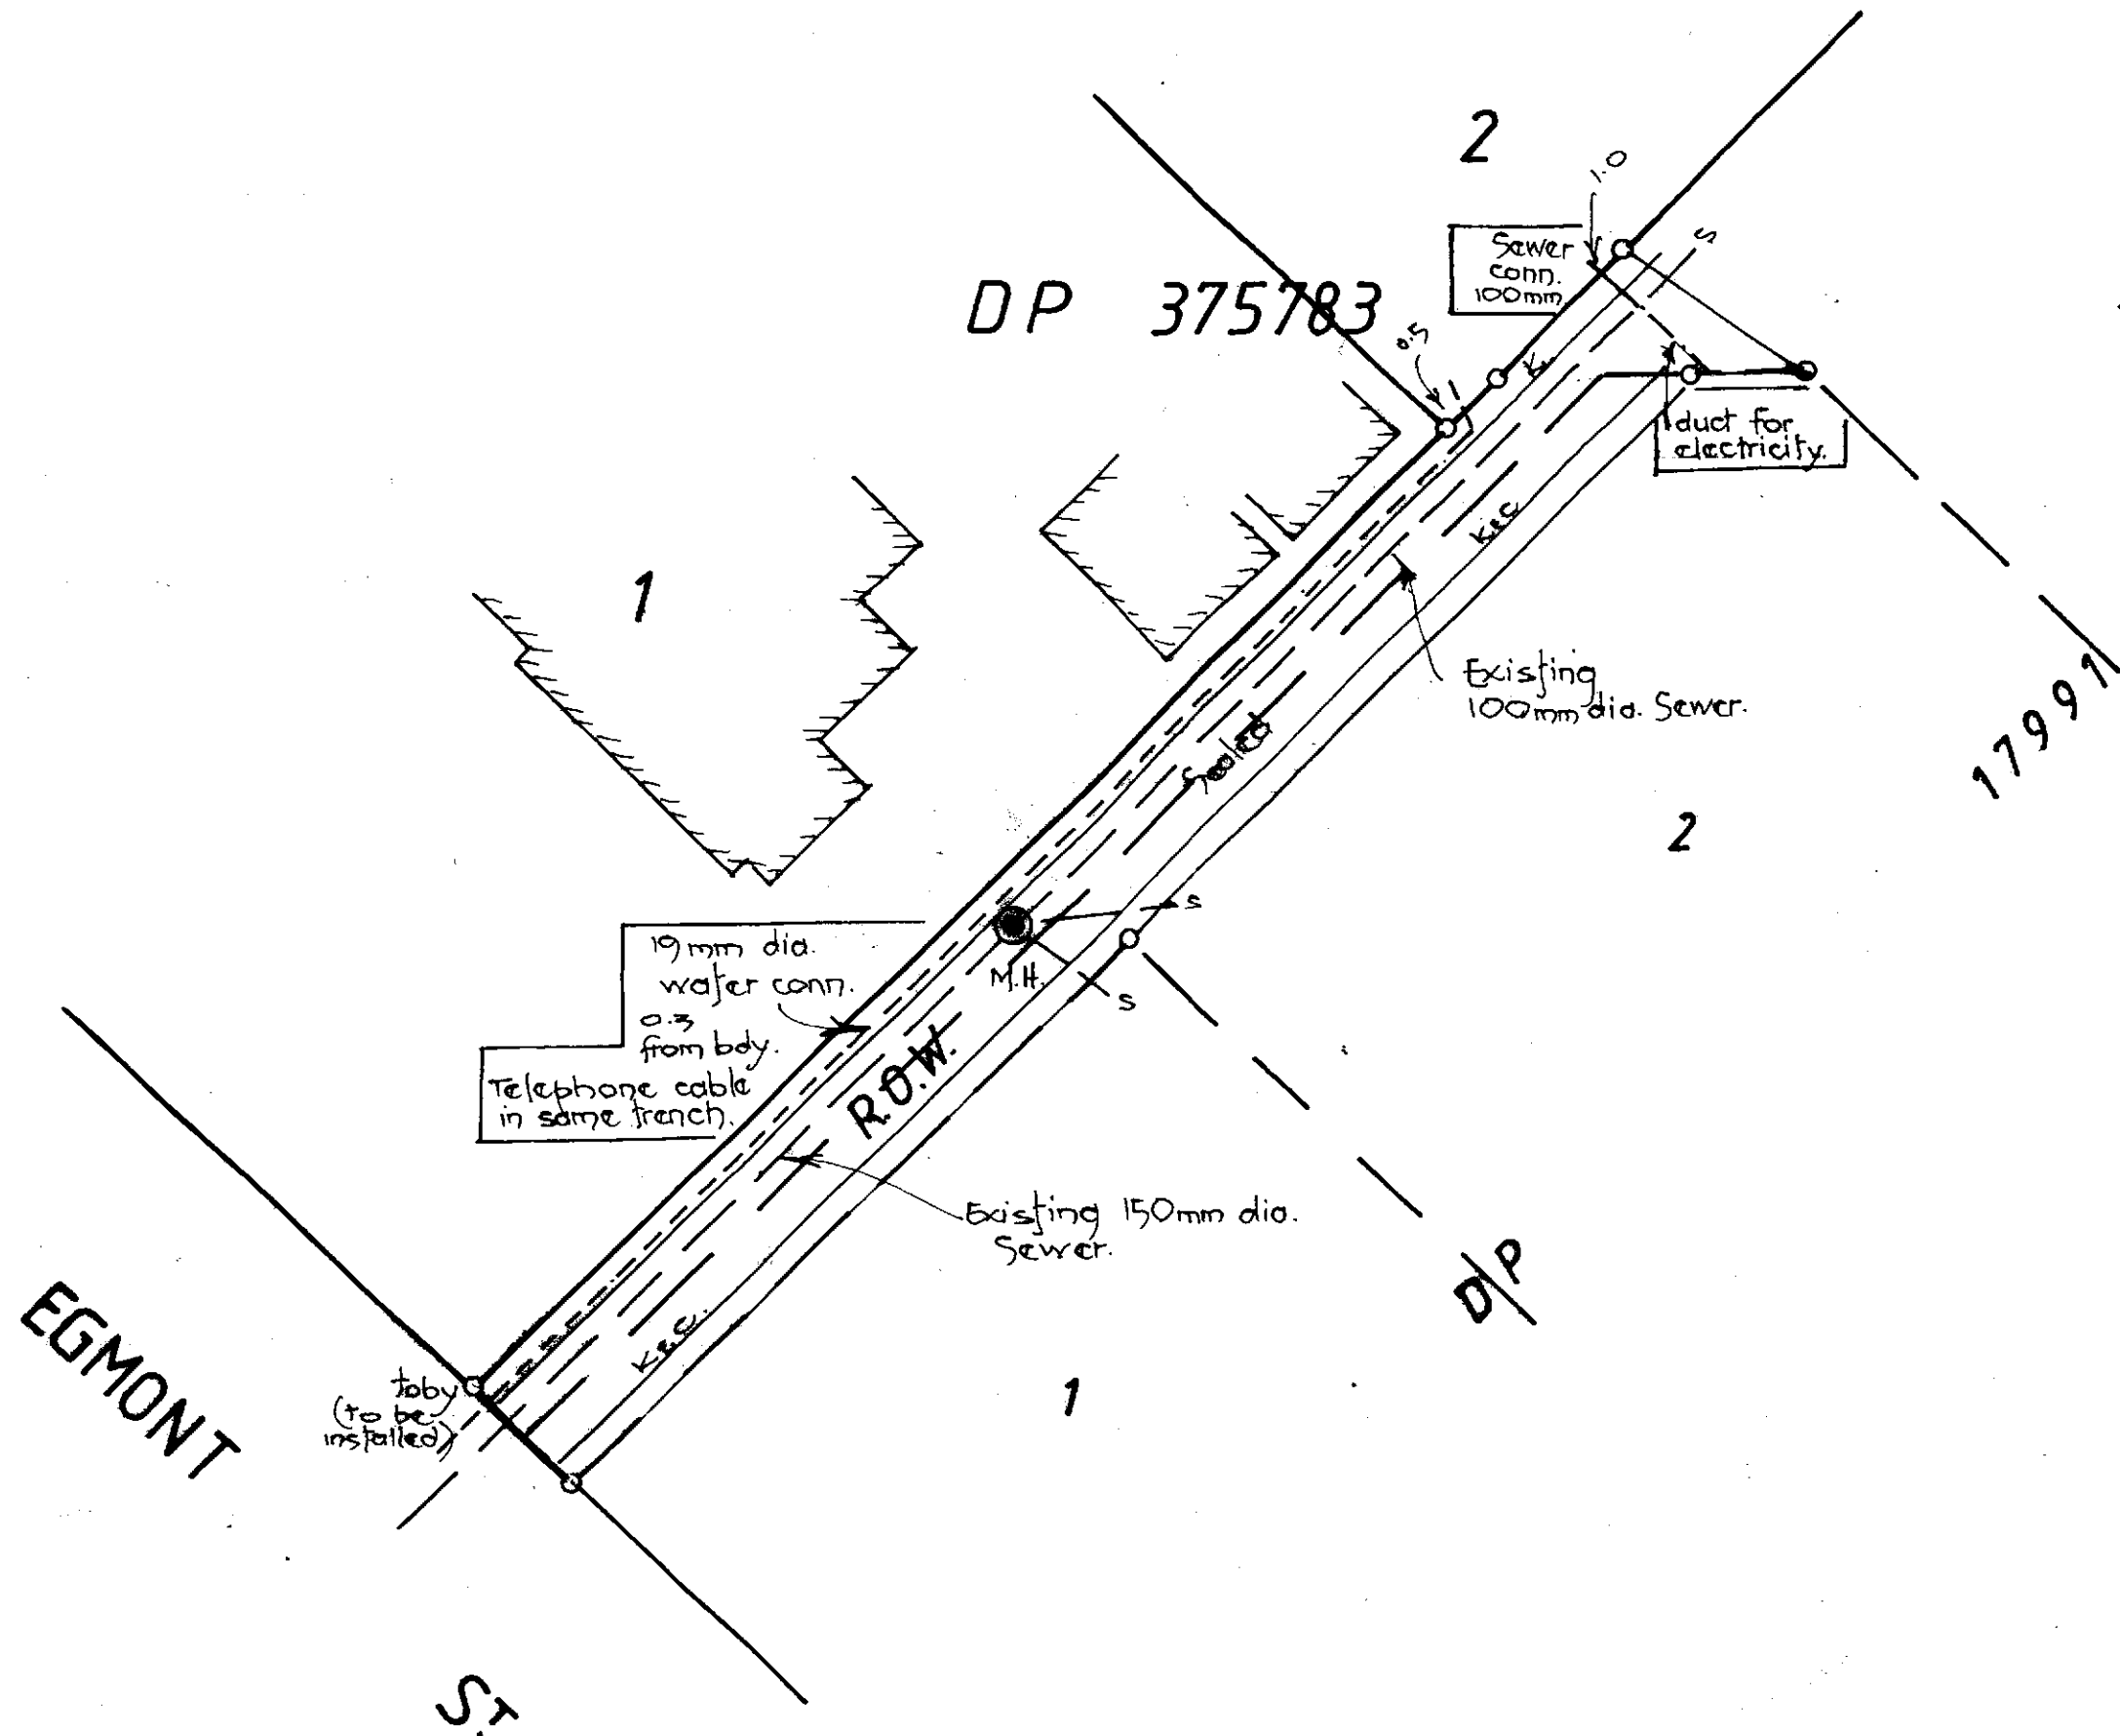 2
1.0
S
Sewer
conn.
100mm
DP 375783
0.5
K
duct for
electricity.
K&C
1
Existing
100mm dia. Sewer.
17991
Sealed
2
S
19mm dia.
water conn.
0.3
from bdy.
Telephone cable
in same trench.
M.H.
S
R.O.W.
Existing 150mm dia.
Sewer.
DP
K&C.
EGMONT
toby
(to be
installed)
1
ST.